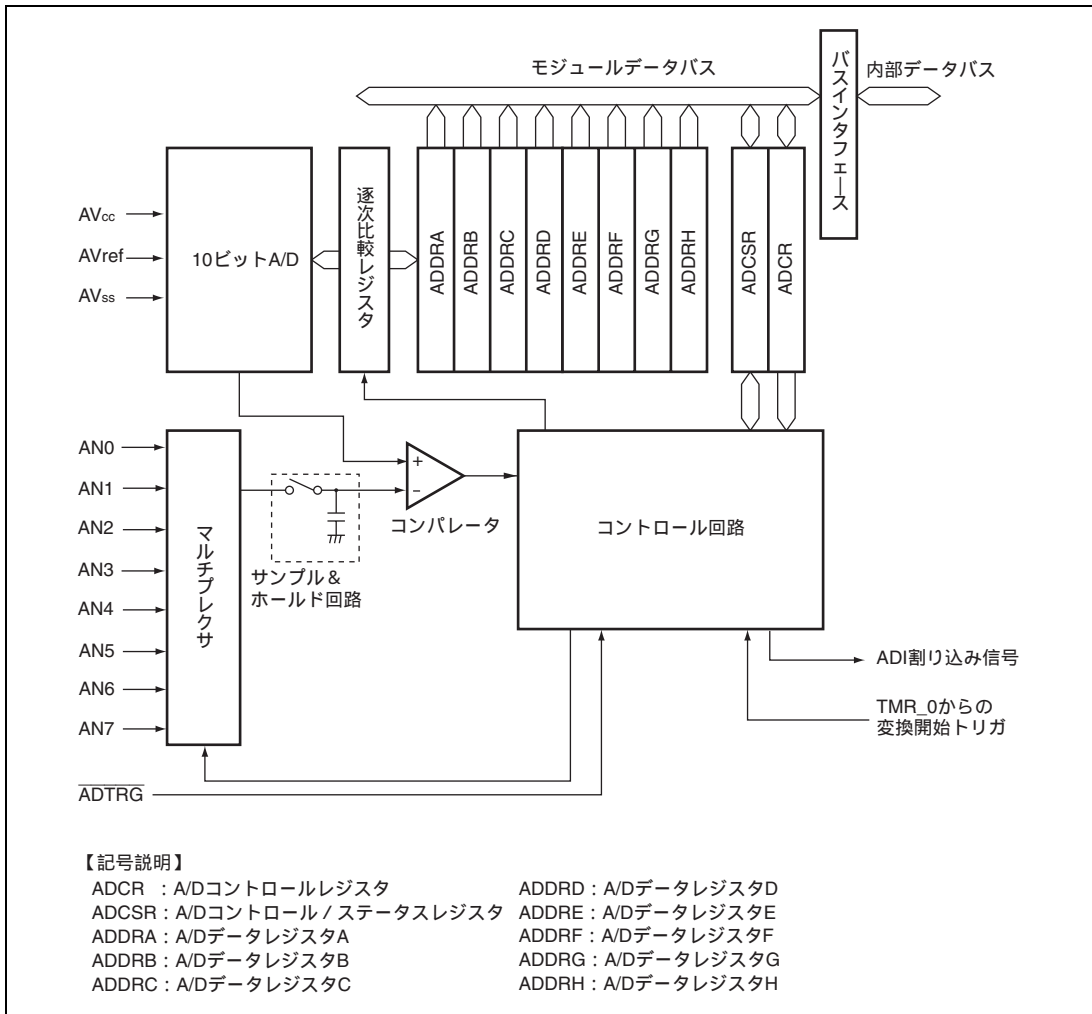 モジュールデータバス
バスインタフェース
内部データバス
AVcc
AVref
AVss
10ビットA/D
逐次比較レジスタ
ADDRA
ADDRB
ADDRC
ADDRD
ADDRE
ADDRF
ADDRG
ADDRH
ADCSR
ADCR
AN0
AN1
AN2
AN3
AN4
AN5
AN6
AN7
マルチプレクサ
サンプル&
ホールド回路
+
−
コンパレータ
コントロール回路
ADI割り込み信号
TMR_0からの
変換開始トリガ
ADTRG
【記号説明】
ADCR : A/Dコントロールレジスタ
ADCSR : A/Dコントロール / ステータスレジスタ
ADDRA : A/DデータレジスタA
ADDRB : A/DデータレジスタB
ADDRC : A/DデータレジスタC
ADDRD : A/DデータレジスタD
ADDRE : A/DデータレジスタE
ADDRF : A/DデータレジスタF
ADDRG : A/DデータレジスタG
ADDRH : A/DデータレジスタH